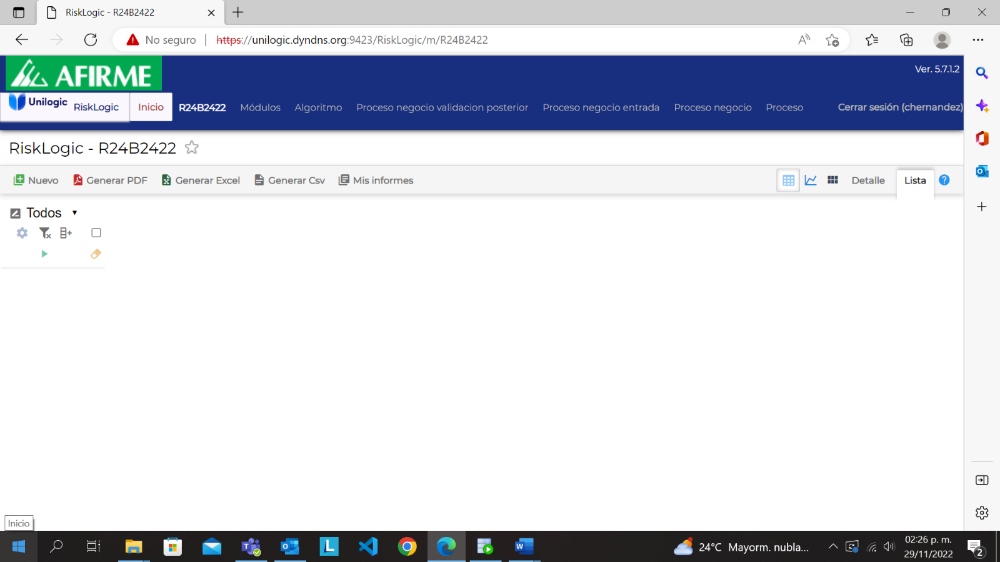 RiskLogic - R24B2422
No seguro
https://unilogic.dyndns.org:9423/RiskLogic/m/R24B2422
AFIRME
Ver. 5.7.1.2
Unilogic RiskLogic Inicio R24B2422 Módulos Algoritmo Proceso negocio validacion posterior Proceso negocio entrada Proceso negocio Proceso Cerrar sesión (chernandez)
RiskLogic - R24B2422
Nuevo Generar PDF Generar Excel Generar Csv Mis informes Detalle Lista ?
Todos
Inicio
24°C Mayorm. nubla...
02:26 p. m.
29/11/2022
2